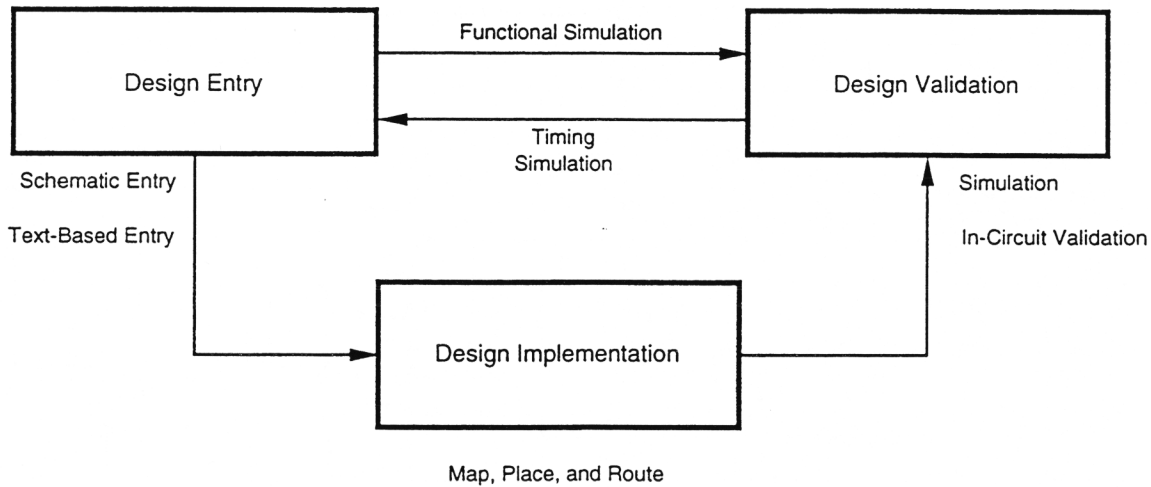 Functional Simulation
Design Entry
Design Validation
Timing
Simulation
Schematic Entry
Simulation
Text-Based Entry
In-Circuit Validation
Design Implementation
Map, Place, and Route